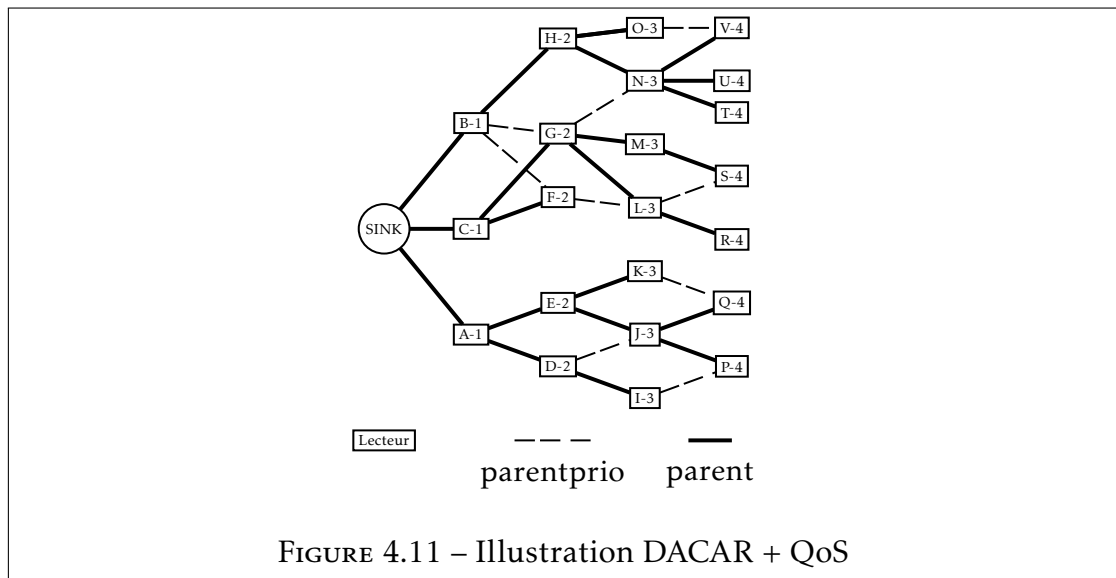 O-3
V-4
H-2
N-3
U-4
T-4
B-1
G-2
M-3
S-4
F-2
L-3
SINK
C-1
R-4
K-3
E-2
Q-4
A-1
J-3
D-2
P-4
I-3
Lecteur
parentprio
parent
FIGURE 4.11 – Illustration DACAR + QoS